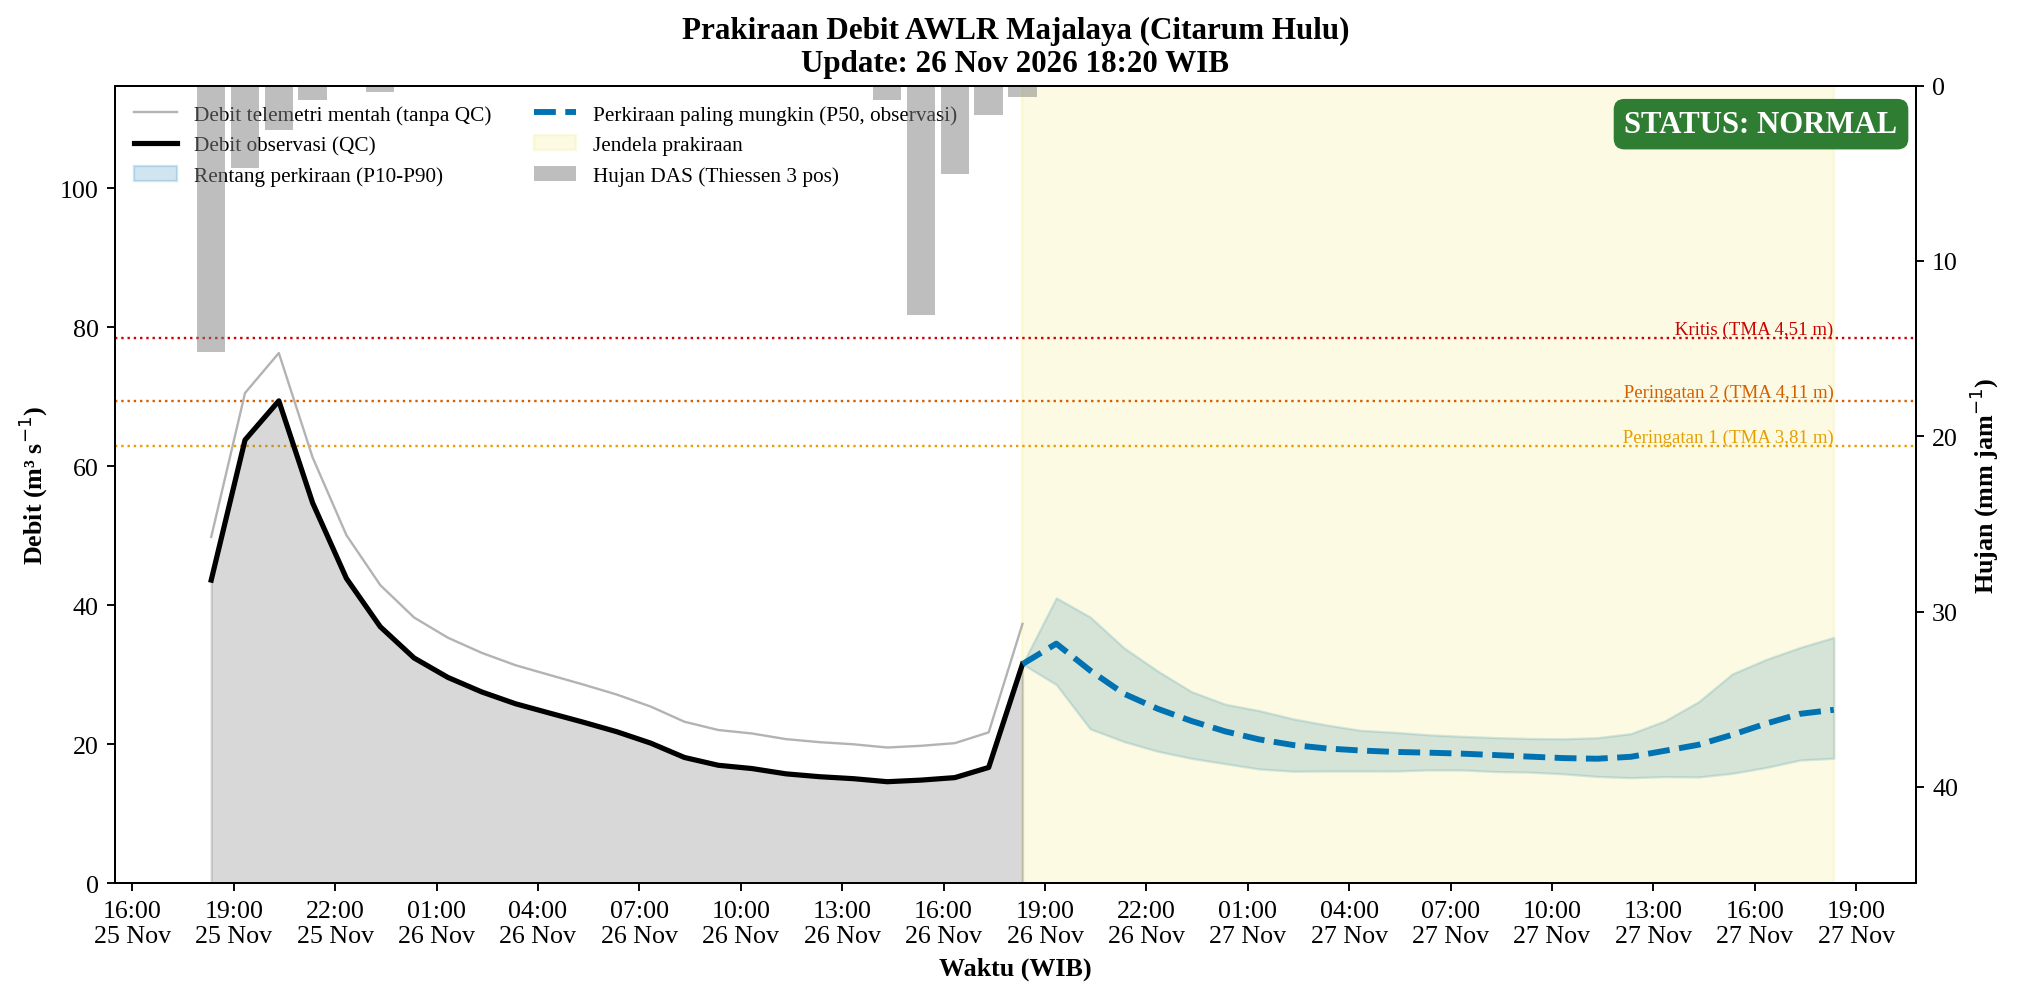 Prakiraan Debit AWLR Majalaya (Citarum Hulu)
Update: 26 Nov 2026 18:20 WIB
Debit telemetri mentah (tanpa QC)
Debit observasi (QC)
Rentang perkiraan (P10-P90)
Perkiraan paling mungkin (P50, observasi)
Jendela prakiraan
Hujan DAS (Thiessen 3 pos)
STATUS: NORMAL
Kritis (TMA 4,51 m)
Peringatan 2 (TMA 4,11 m)
Peringatan 1 (TMA 3,81 m)
Debit (m³ s⁻¹)
100
80
60
40
20
0
Hujan (mm jam⁻¹)
0
10
20
30
40
16:00 19:00 22:00 01:00 04:00 07:00 10:00 13:00 16:00 19:00 22:00 01:00 04:00 07:00 10:00 13:00 16:00 19:00
25 Nov 25 Nov 25 Nov 26 Nov 26 Nov 26 Nov 26 Nov 26 Nov 26 Nov 26 Nov 26 Nov 27 Nov 27 Nov 27 Nov 27 Nov 27 Nov 27 Nov 27 Nov
Waktu (WIB)